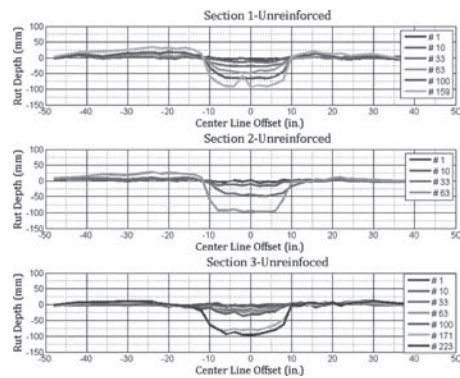 Section 1-Unreinforced
Rut Depth (mm)
100
50
0
-50
-100
-150
-50 -40 -30 -20 -10 0 10 20 30 40
Center Line Offset (in.)
# 1
# 10
# 33
# 63
# 100
# 159
Section 2-Unreinforced
Rut Depth (mm)
100
50
0
-50
-100
-150
-50 -40 -30 -20 -10 0 10 20 30 40
Center Line Offset (in.)
# 1
# 10
# 33
# 63
Section 3-Unreinfoced
Rut Depth (mm)
100
50
0
-50
-100
-150
-50 -40 -30 -20 -10 0 10 20 30 40
Center Line Offset (in.)
# 1
# 10
# 33
# 63
# 100
# 171
# 223